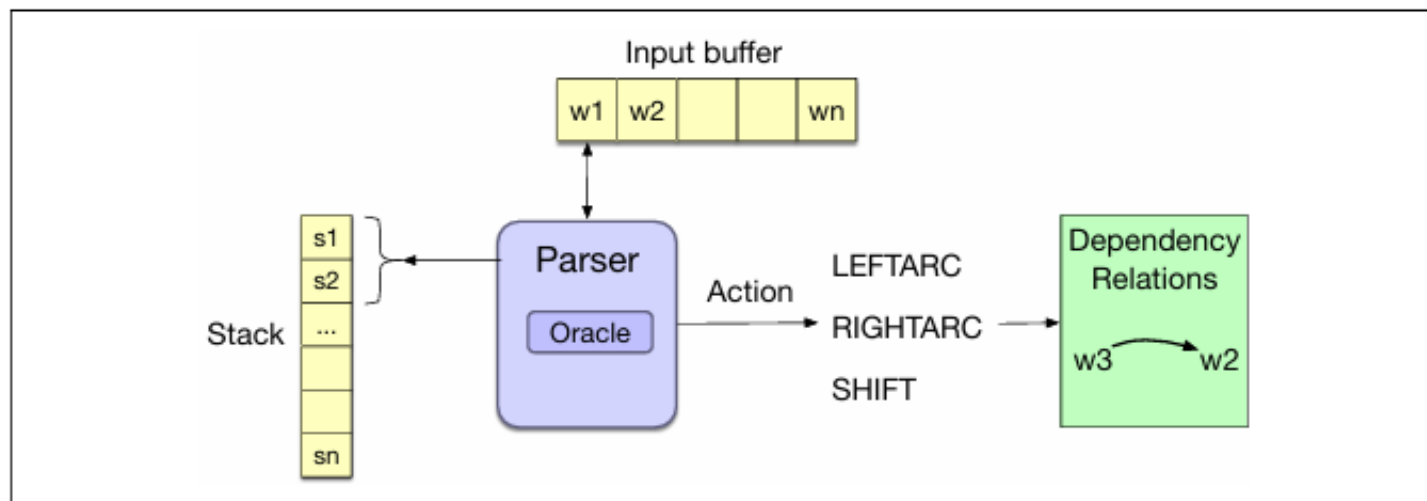 Input buffer
w1 w2 wn
s1
s2
...
sn
Stack
Parser
Oracle
Action
LEFTARC
RIGHTARC
SHIFT
Dependency
Relations
w3 w2